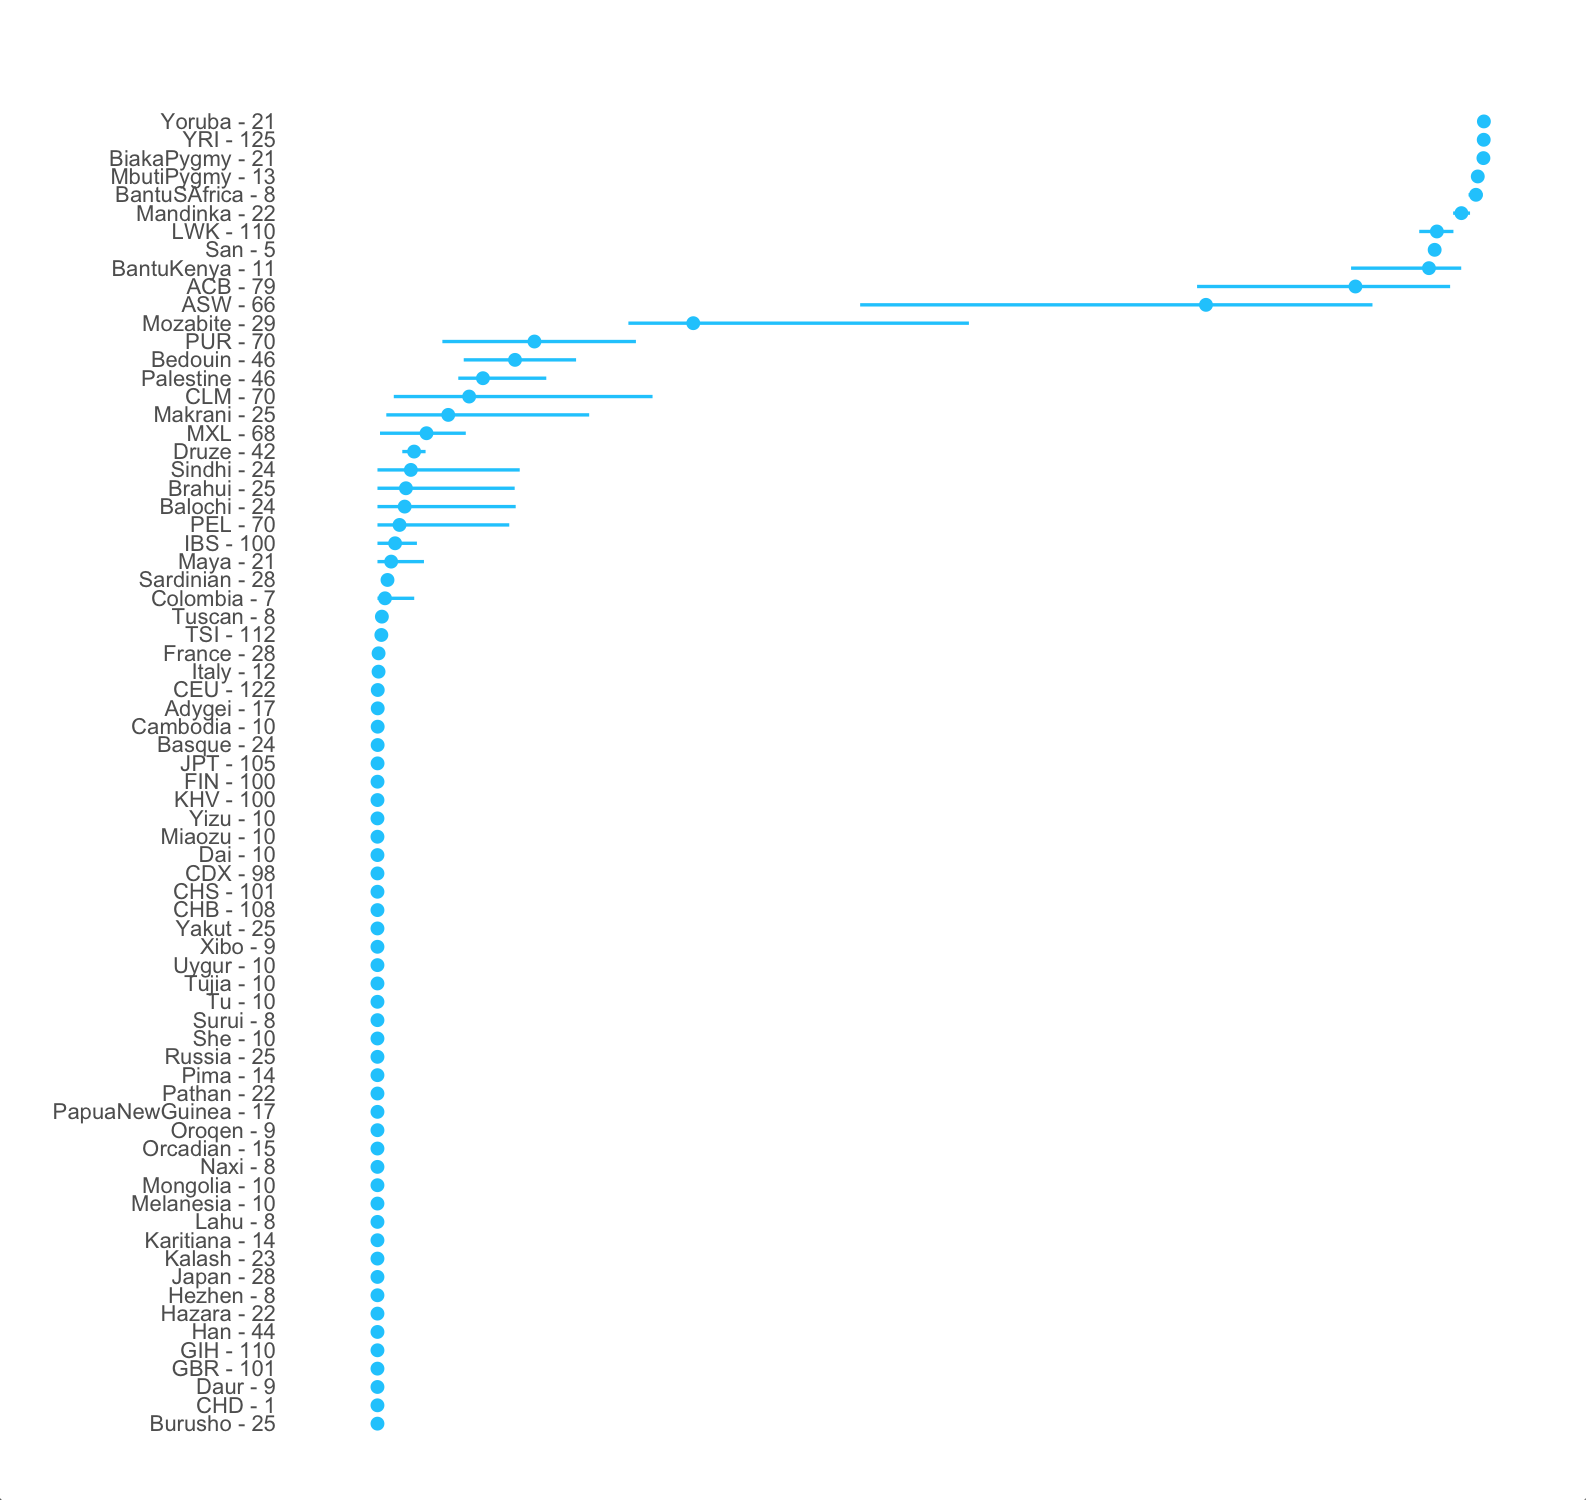 Yoruba - 21
YRI - 125
BiakaPygmy - 21
MbutiPygmy - 13
BantuSAfrica - 8
Mandinka - 22
LWK - 110
San - 5
BantuKenya - 11
ACB - 79
ASW - 66
Mozabite - 29
PUR - 70
Bedouin - 46
Palestine - 46
CLM - 70
Makrani - 25
MXL - 68
Druze - 42
Sindhi - 24
Brahui - 25
Balochi - 24
PEL - 70
IBS - 100
Maya - 21
Sardinian - 28
Colombia - 7
Tuscan - 8
TSI - 112
France - 28
Italy - 12
CEU - 122
Adygei - 17
Cambodia - 10
Basque - 24
JPT - 105
FIN - 100
KHV - 100
Yizu - 10
Miaozu - 10
Dai - 10
CDX - 98
CHS - 101
CHB - 108
Yakut - 25
Xibo - 9
Uygur - 10
Tujia - 10
Tu - 10
Surui - 8
She - 10
Russia - 25
Pima - 14
Pathan - 22
PapuaNewGuinea - 17
Oroqen - 9
Orcadian - 15
Naxi - 8
Mongolia - 10
Melanesia - 10
Lahu - 8
Karitiana - 14
Kalash - 23
Japan - 28
Hezhen - 8
Hazara - 22
Han - 44
GIH - 110
GBR - 101
Daur - 9
CHD - 1
Burusho - 25